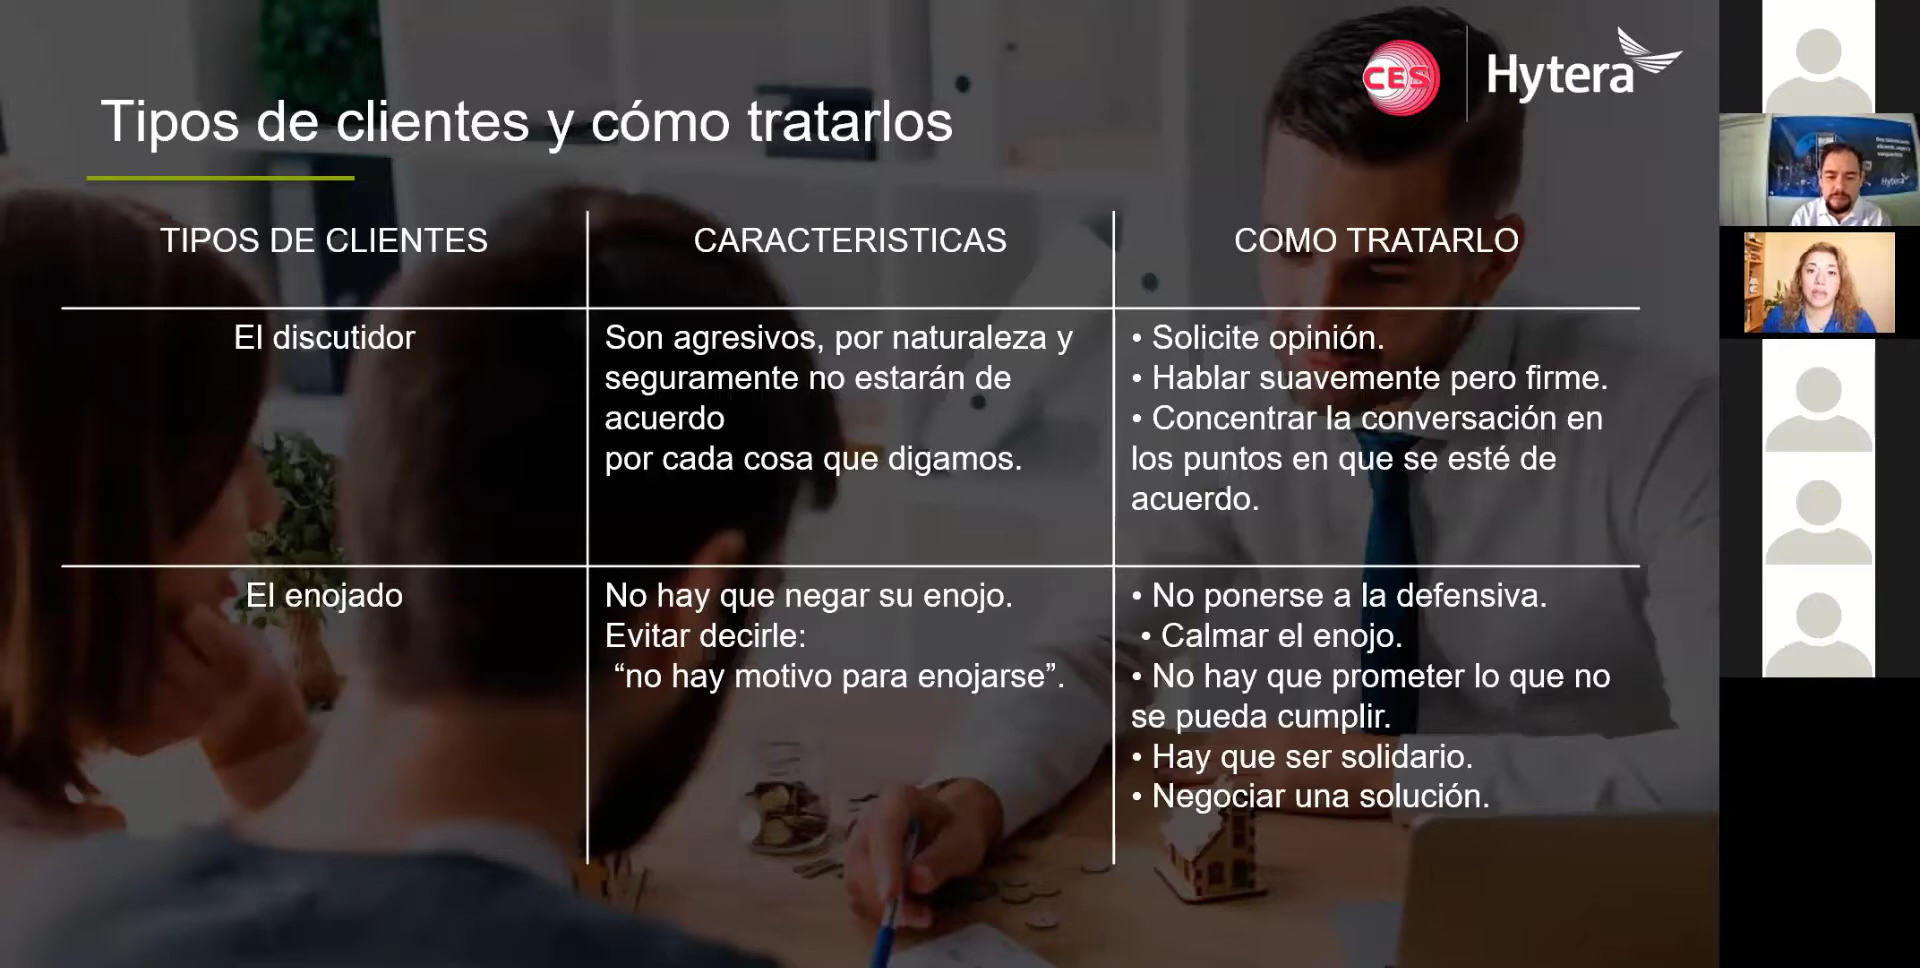 CES
Hytera
Tipos de clientes y cómo tratarlos
TIPOS DE CLIENTES
CARACTERISTICAS
COMO TRATARLO
El discutidor
Son agresivos, por naturaleza y
seguramente no estarán de
acuerdo
por cada cosa que digamos.
• Solicite opinión.
• Hablar suavemente pero firme.
• Concentrar la conversación en
los puntos en que se esté de
acuerdo.
El enojado
No hay que negar su enojo.
Evitar decirle:
“no hay motivo para enojarse”.
• No ponerse a la defensiva.
• Calmar el enojo.
• No hay que prometer lo que no
se pueda cumplir.
• Hay que ser solidario.
• Negociar una solución.
Hytera